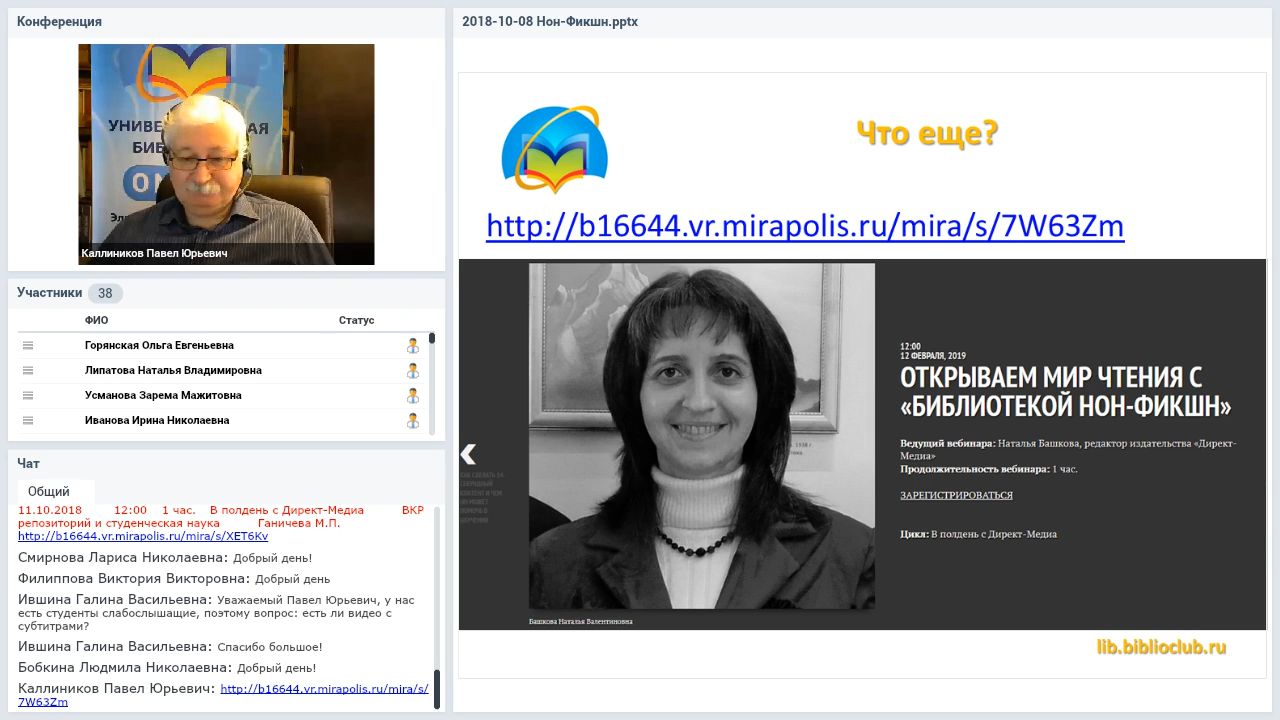 Конференция
УНИВЕ
АЯ
БИБ
Эл
Каллиников Павел Юрьевич
Участники 38
ФИО Статус
Горянская Ольга Евгеньевна
Липатова Наталья Владимировна
Усманова Зарема Мажитовна
Иванова Ирина Николаевна
Чат
Общий
11.10.2018 12:00 1 час. В полдень с Директ-Медиа ВКР
репозиторий и студенческая наука Ганичева М.П.
http://b16644.vr.mirapolis.ru/mira/s/XET6Kv
Смирнова Лариса Николаевна: Добрый день!
Филиппова Виктория Викторовна: Добрый день
Ившина Галина Васильевна: Уважаемый Павел Юрьевич, у нас
есть студенты слабослышащие, поэтому вопрос: есть ли видео с
субтитрами?
Ившина Галина Васильевна: Спасибо большое!
Бобкина Людмила Николаевна: Добрый день!
Каллиников Павел Юрьевич: http://b16644.vr.mirapolis.ru/mira/s/
7W63Zm
2018-10-08 Нон-Фикшн.pptx
Что еще?
http://b16644.vr.mirapolis.ru/mira/s/7W63Zm
12:00
12 ФЕВРАЛЯ, 2019
ОТКРЫВАЕМ МИР ЧТЕНИЯ С
«БИБЛИОТЕКОЙ НОН-ФИКШН»
Ведущий вебинара: Наталья Башкова, редактор издательства «Директ-
Медиа»
Продолжительность вебинара: 1 час.
ЗАРЕГИСТРИРОВАТЬСЯ
Цикл: В полдень с Директ-Медиа
Башкова Наталья Валентиновна
lib.biblioclub.ru